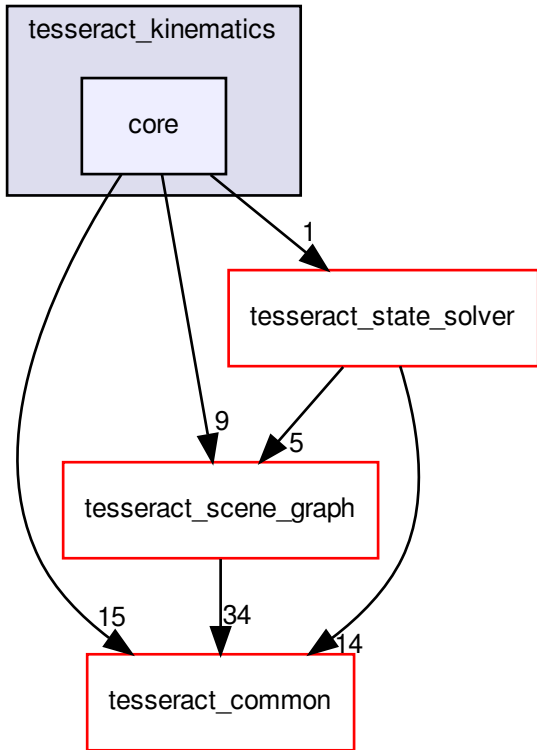 tesseract_kinematics
core
1
tesseract_state_solver
9
5
tesseract_scene_graph
15
34
14
tesseract_common